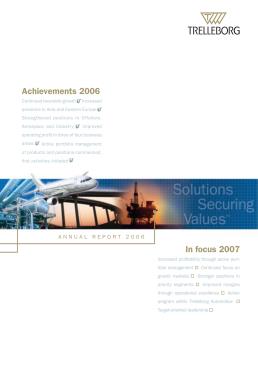 TRELLEBORG
Achievements 2006
Continued favorable growth ☑ Increased
presence in Asia and Eastern Europe ☑
Strengthened positions in Offshore,
Aerospace and Industry ☑ Improved
operating profit in three of four business
areas ☑ Active portfolio management
of products and positions commenced,
first activities initiated ☑
Solutions
Securing
Values™
ANNUAL REPORT 2006
In focus 2007
Increased profitability through active port-
folio management ☐ Continued focus on
growth markets ☐ Stronger positions in
priority segments ☐ Improved margins
through operational excellence ☐ Action
program within Trelleborg Automotive ☐
Target-oriented leadership ☐